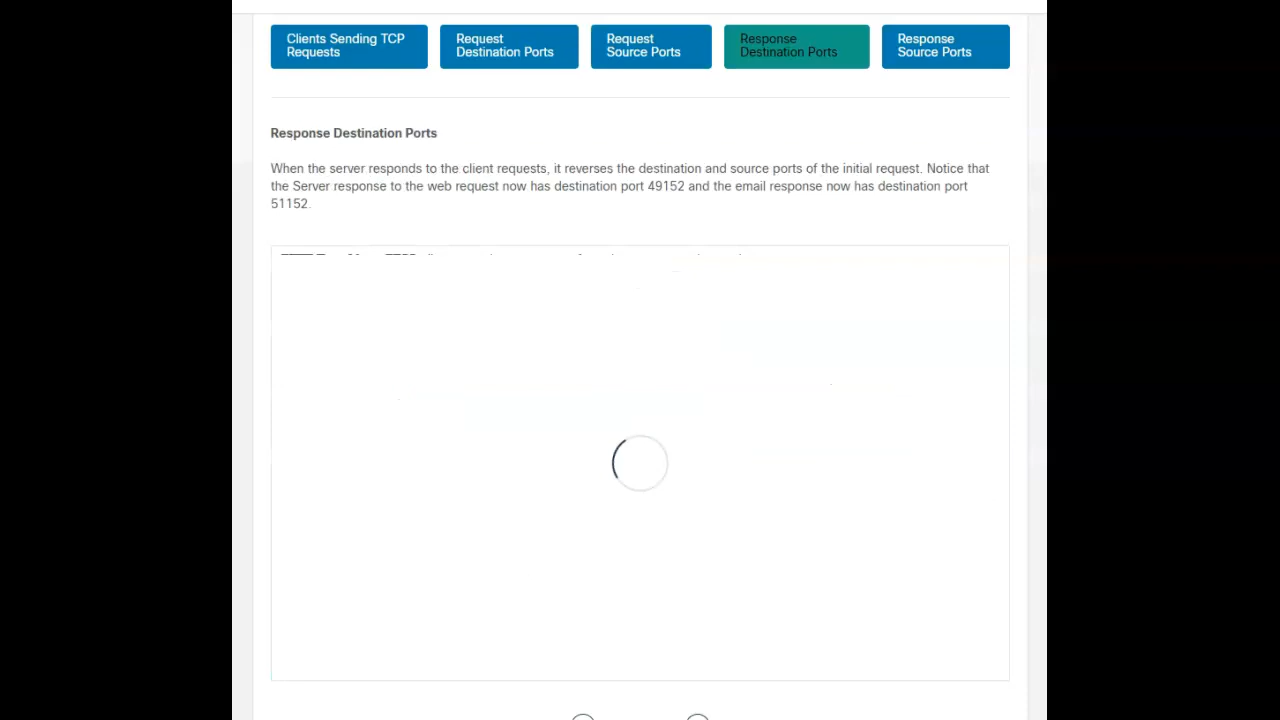 Clients Sending TCP
Requests
Request
Destination Ports
Request
Source Ports
Response
Destination Ports
Response
Source Ports
Response Destination Ports
When the server responds to the client requests, it reverses the destination and source ports of the initial request. Notice that
the Server response to the web request now has destination port 49152 and the email response now has destination port
51152.